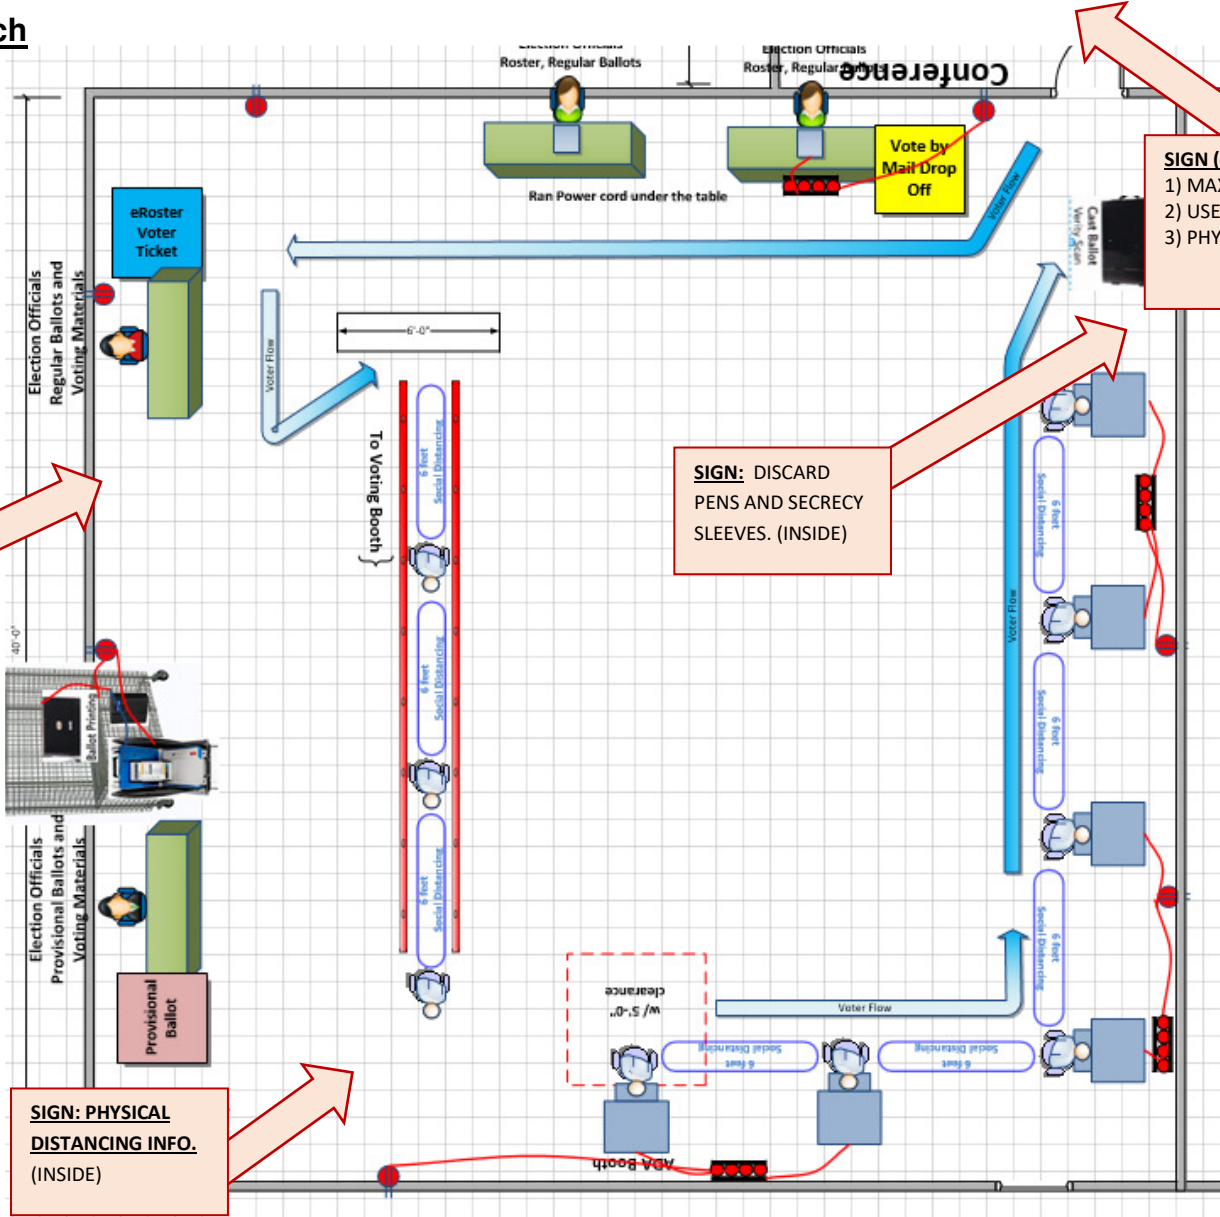 ch
Election Officials
Roster, Regular Ballots
Election Officials
Roster, Regular Ballots
Conference
Vote by
Mail Drop
Off
Ran Power cord under the table
eRoster
Voter
Ticket
Voter Flow
Cast Ballot
Verity Scan
SIGN (
1) MAX
2) USE
3) PHY
Election Officials
Regular Ballots and
Voting Materials
6'-0"
Voter Flow
To Voting Booth
6 feet
Social Distancing
6 feet
Social Distancing
6 feet
Social Distancing
SIGN: DISCARD
PENS AND SECRECY
SLEEVES. (INSIDE)
Voter Flow
6 feet
Social Distancing
6 feet
Social Distancing
6 feet
Social Distancing
40'-0"
Ballot Printing
Election Officials
Provisional Ballots and
Voting Materials
Provisional
Ballot
w/ 5'-0"
clearance
Voter Flow
6 feet
Social Distancing
6 feet
Social Distancing
ADA Booth
SIGN: PHYSICAL
DISTANCING INFO.
(INSIDE)